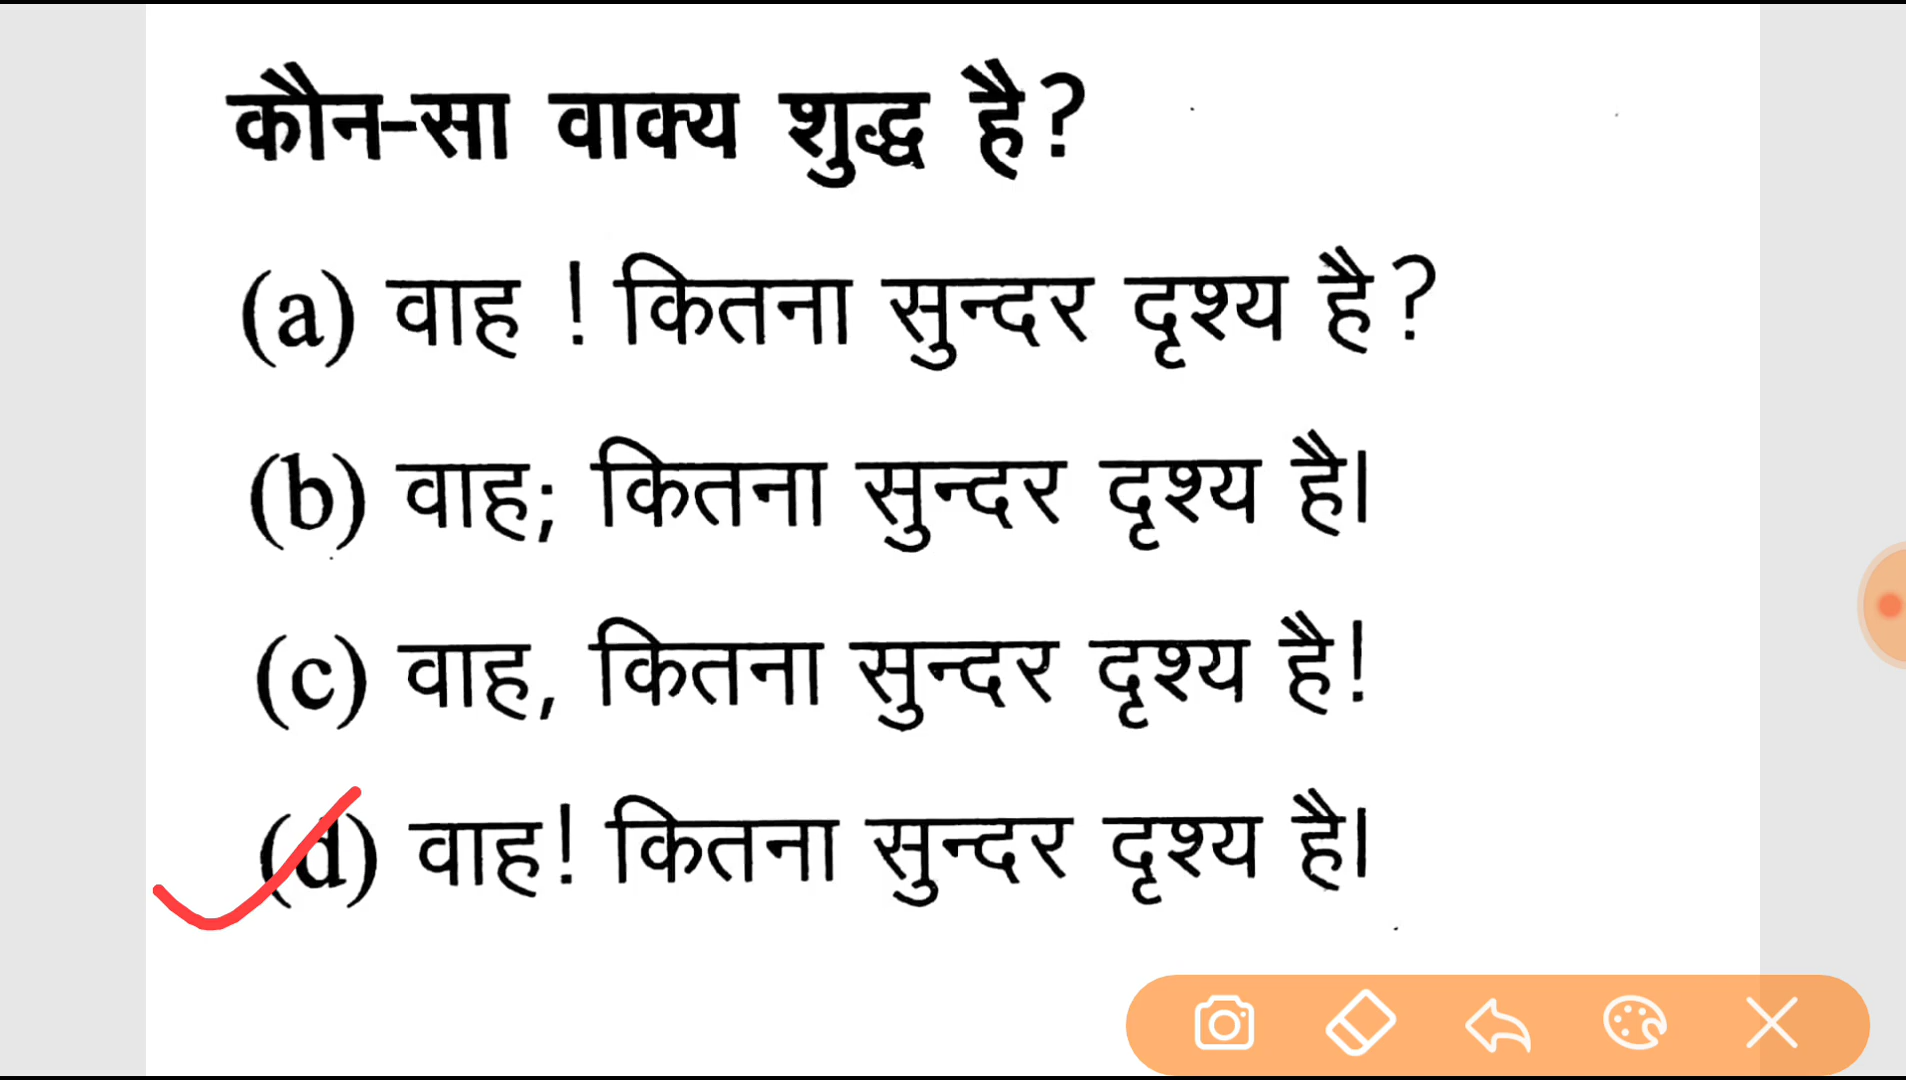 कौन-सा वाक्य शुद्ध है?
(a) वाह ! कितना सुन्दर दृश्य है?
(b) वाह; कितना सुन्दर दृश्य है।
(c) वाह, कितना सुन्दर दृश्य है!
(d) वाह! कितना सुन्दर दृश्य है।